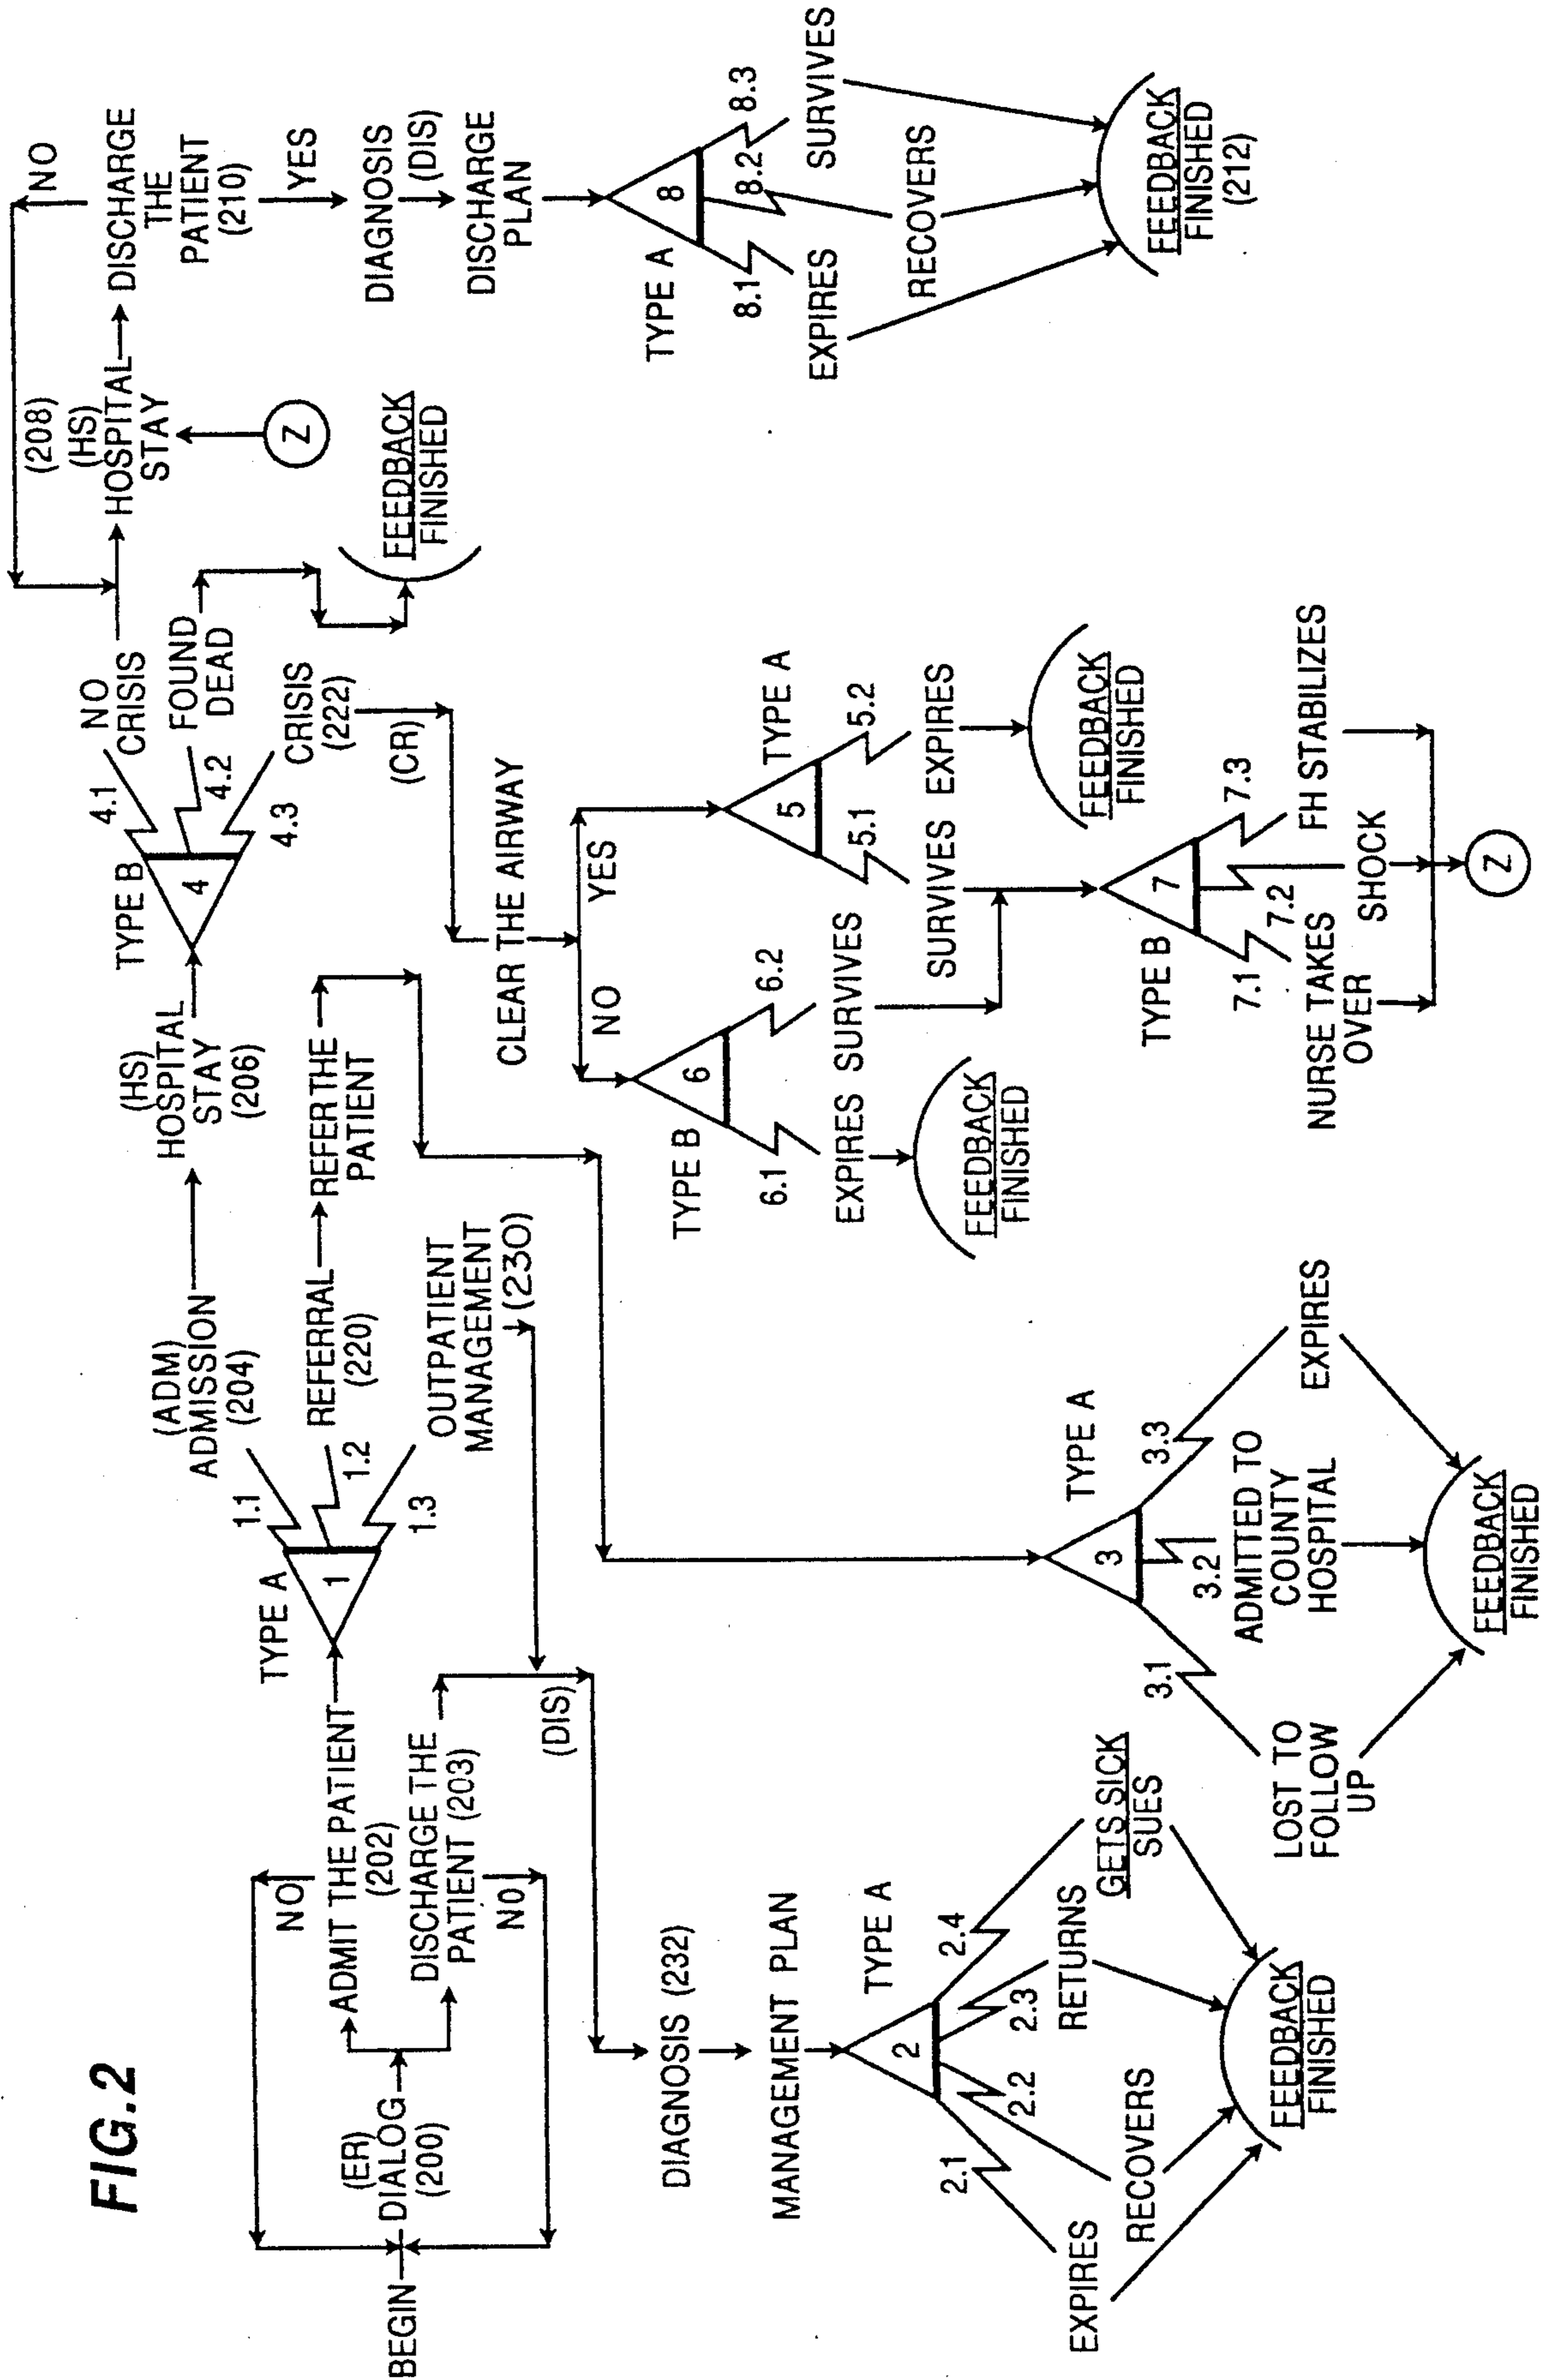 FIG.2
BEGIN
(ER)
DIALOG
(200)
NO
ADMIT THE PATIENT
(202)
DISCHARGE THE
PATIENT (203)
NO
TYPE A
1
1.1
1.2
1.3
(ADM)
ADMISSION
(204)
REFERRAL
(220)
REFER THE
PATIENT
OUTPATIENT
MANAGEMENT
(230)
(DIS)
(HS)
HOSPITAL
STAY
(206)
TYPE B
4
4.1
4.2
4.3
NO
CRISIS
FOUND
DEAD
CRISIS
(222)
(CR)
FEEDBACK
FINISHED
(208)
(HS)
HOSPITAL
STAY
Z
NO
DISCHARGE
THE
PATIENT
(210)
YES
DIAGNOSIS
(DIS)
DISCHARGE
PLAN
TYPE A
8
8.1
8.2
8.3
EXPIRES
RECOVERS
SURVIVES
FEEDBACK
FINISHED
(212)
CLEAR THE AIRWAY
NO
YES
TYPE B
6
6.1
6.2
EXPIRES
SURVIVES
FEEDBACK
FINISHED
TYPE A
5
5.1
5.2
SURVIVES
EXPIRES
FEEDBACK
FINISHED
TYPE B
7
7.1
7.2
7.3
NURSE TAKES
OVER
SHOCK
FH STABILIZES
Z
DIAGNOSIS (232)
MANAGEMENT PLAN
TYPE A
2
2.1
2.2
2.3
2.4
EXPIRES
RECOVERS
RETURNS
GETS SICK
SUES
FEEDBACK
FINISHED
TYPE A
3
3.1
3.2
3.3
LOST TO
FOLLOW
UP
ADMITTED TO
COUNTY
HOSPITAL
EXPIRES
FEEDBACK
FINISHED